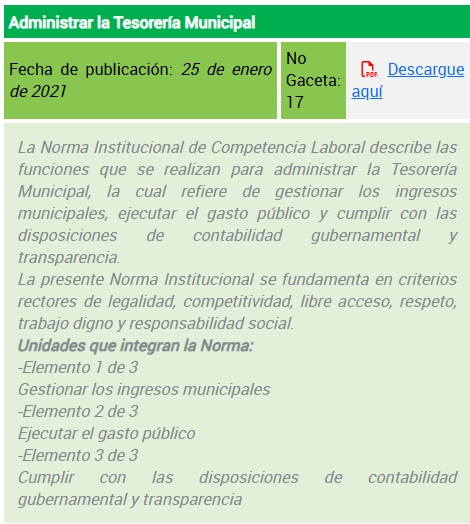 Administrar la Tesorería Municipal
Fecha de publicación: 25 de enero
de 2021
No
Gaceta:
17
PDF Descargue
aquí
La Norma Institucional de Competencia Laboral describe las
funciones que se realizan para administrar la Tesorería
Municipal, la cual refiere de gestionar los ingresos
municipales, ejecutar el gasto público y cumplir con las
disposiciones de contabilidad gubernamental y
transparencia.
La presente Norma Institucional se fundamenta en criterios
rectores de legalidad, competitividad, libre acceso, respeto,
trabajo digno y responsabilidad social.
Unidades que integran la Norma:
-Elemento 1 de 3
Gestionar los ingresos municipales
-Elemento 2 de 3
Ejecutar el gasto público
-Elemento 3 de 3
Cumplir con las disposiciones de contabilidad
gubernamental y transparencia